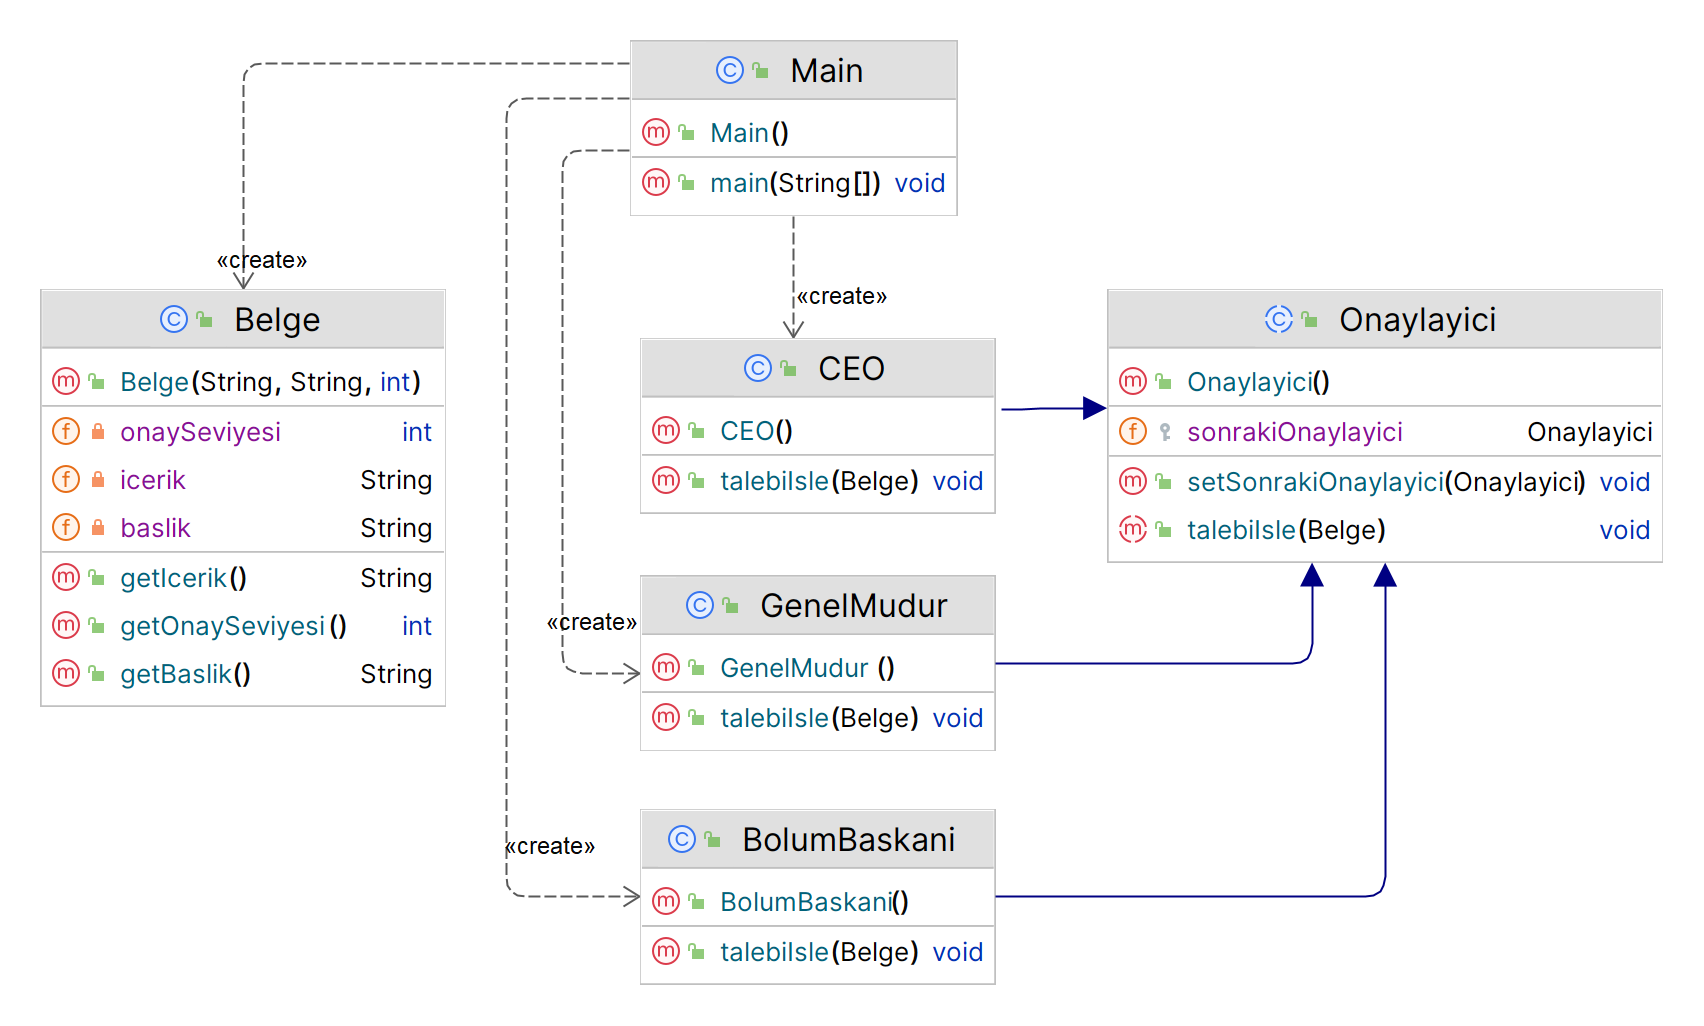 Main
Main()
main(String[]) void
«create»
Belge
Belge(String, String, int)
onaySeviyesi int
icerik String
baslik String
getIcerik() String
getOnaySeviyesi() int
getBaslik() String
«create»
CEO
CEO()
talebiIsle(Belge) void
Onaylayici
Onaylayici()
sonrakiOnaylayici Onaylayici
setSonrakiOnaylayici(Onaylayici) void
talebiIsle(Belge) void
«create»
GenelMudur
GenelMudur ()
talebiIsle(Belge) void
«create»
BolumBaskani
BolumBaskani()
talebiIsle(Belge) void